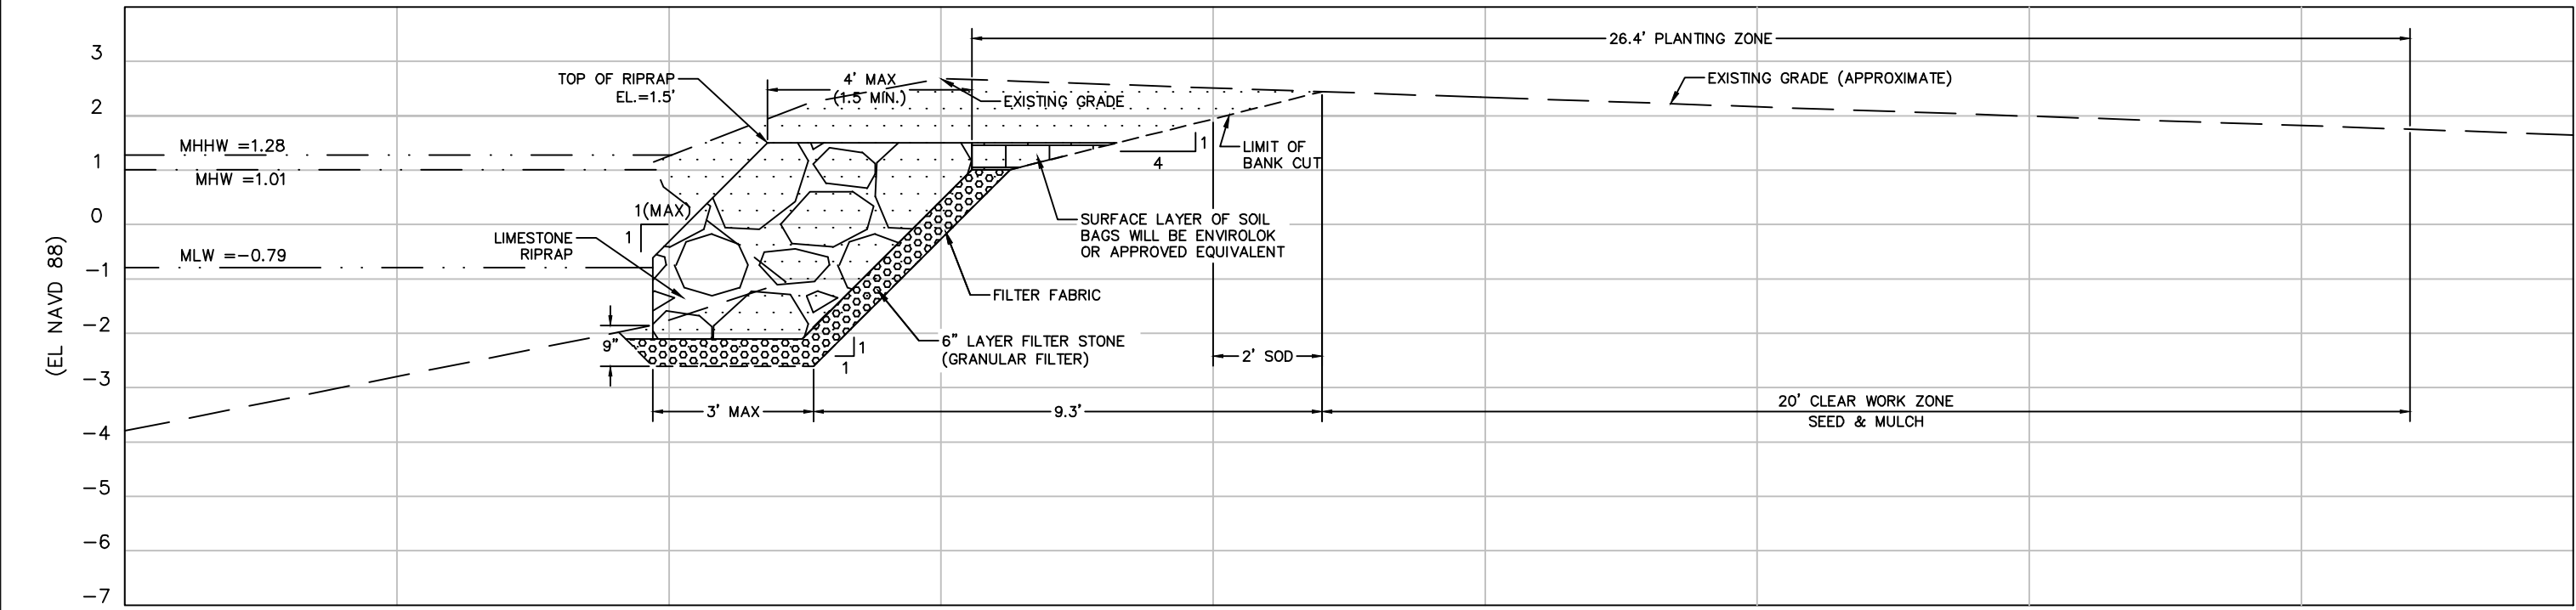 26.4' PLANTING ZONE
3
TOP OF RIPRAP
EL.=1.5'
4' MAX
(1.5 MIN.)
EXISTING GRADE
EXISTING GRADE (APPROXIMATE)
2
MHHW =1.28
1
MHW =1.01
1
4
LIMIT OF
BANK CUT
1(MAX)
1
0
SURFACE LAYER OF SOIL
BAGS WILL BE ENVIROLOK
OR APPROVED EQUIVALENT
LIMESTONE
RIPRAP
MLW =-0.79
-1
FILTER FABRIC
-2
9"
6" LAYER FILTER STONE
(GRANULAR FILTER)
1
1
2' SOD
-3
3' MAX
9.3'
20' CLEAR WORK ZONE
SEED & MULCH
-4
-5
-6
-7
(EL NAVD 88)